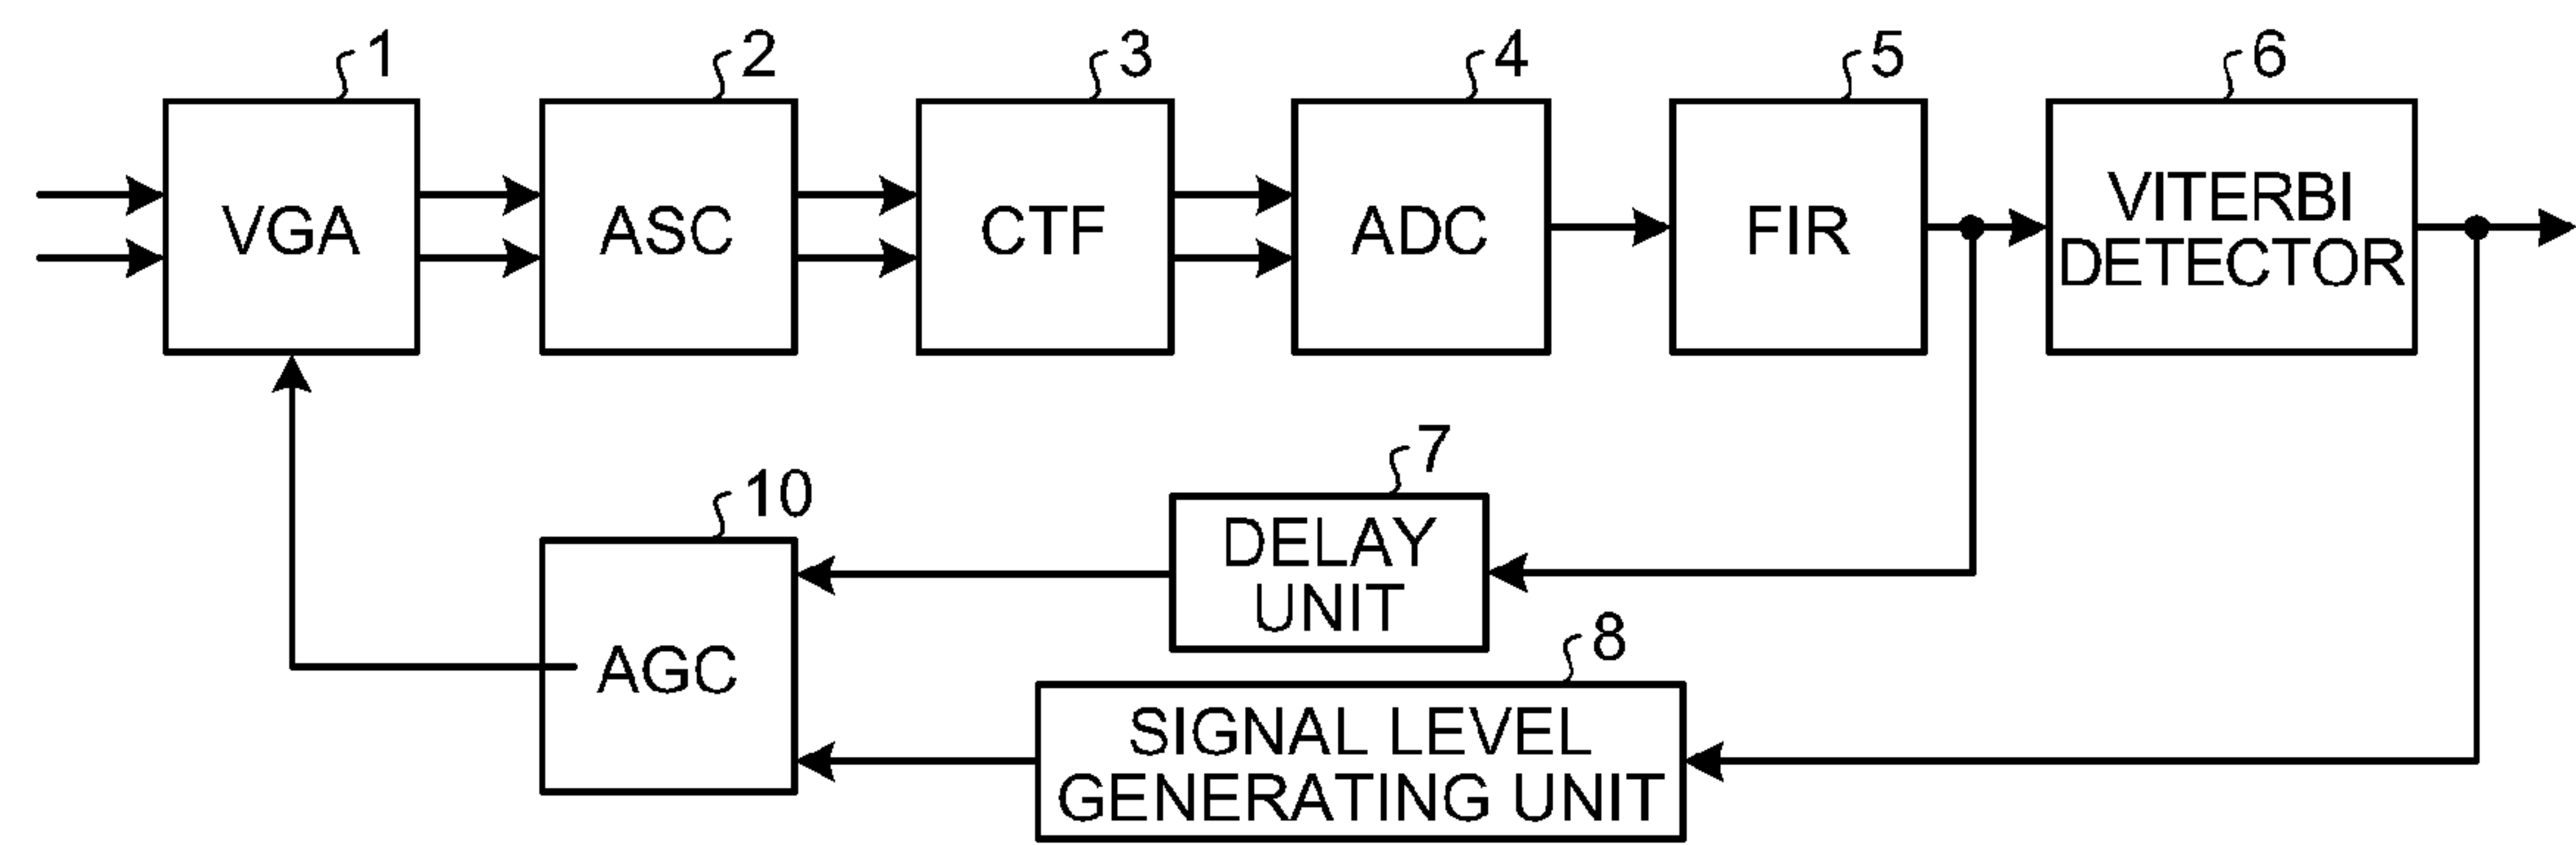 1
2
3
4
5
6
VGA
ASC
CTF
ADC
FIR
VITERBI
DETECTOR
7
10
DELAY
UNIT
8
AGC
SIGNAL LEVEL
GENERATING UNIT